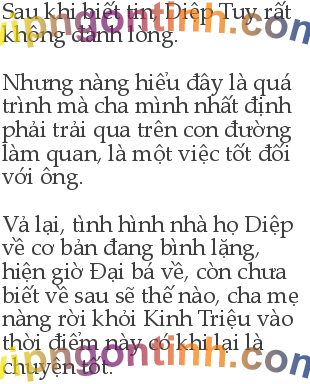 Sau khi biết tin, Diệp Tuy rất
không đành lòng.
Nhưng nàng hiểu đây là quá
trình mà cha mình nhất định
phải trải qua trên con đường
làm quan, là một việc tốt đối
với ông.
Vả lại, tình hình nhà họ Diệp
về cơ bản đang bình lặng,
hiện giờ Đại bá về, còn chưa
biết về sau sẽ thế nào, cha mẹ
nàng rời khỏi Kinh Triệu vào
thời điểm này có khi lại là
chuyện tốt.
vipngontinh.com
vipngontinh.com